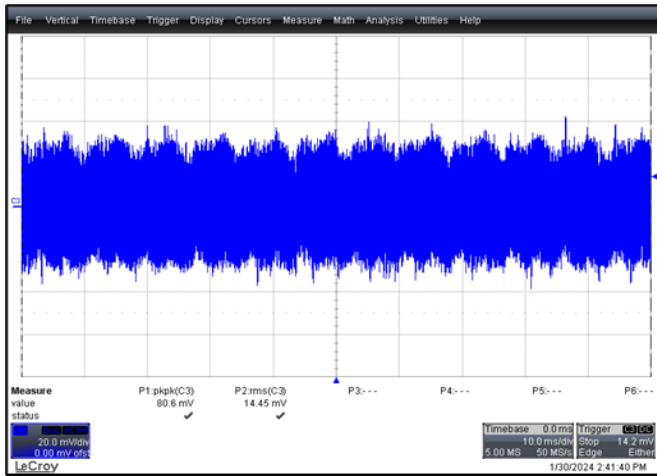 File Vertical Timebase Trigger Display Cursors Measure Math Analysis Utilities Help
C3
Measure P1:pkpk(C3) P2:rms(C3) P3:--- P4:--- P5:--- P6:---
value 80.6 mV 14.45 mV
status ✓ ✓
20.0 mV/div
0.00 mV ofst
Timebase 0.0 ms
10.0 ms/div
5.00 MS 50 MS/s
Trigger C3 DC
Stop 14.2 mV
Edge Either
LeCroy
1/30/2024 2:41:40 PM